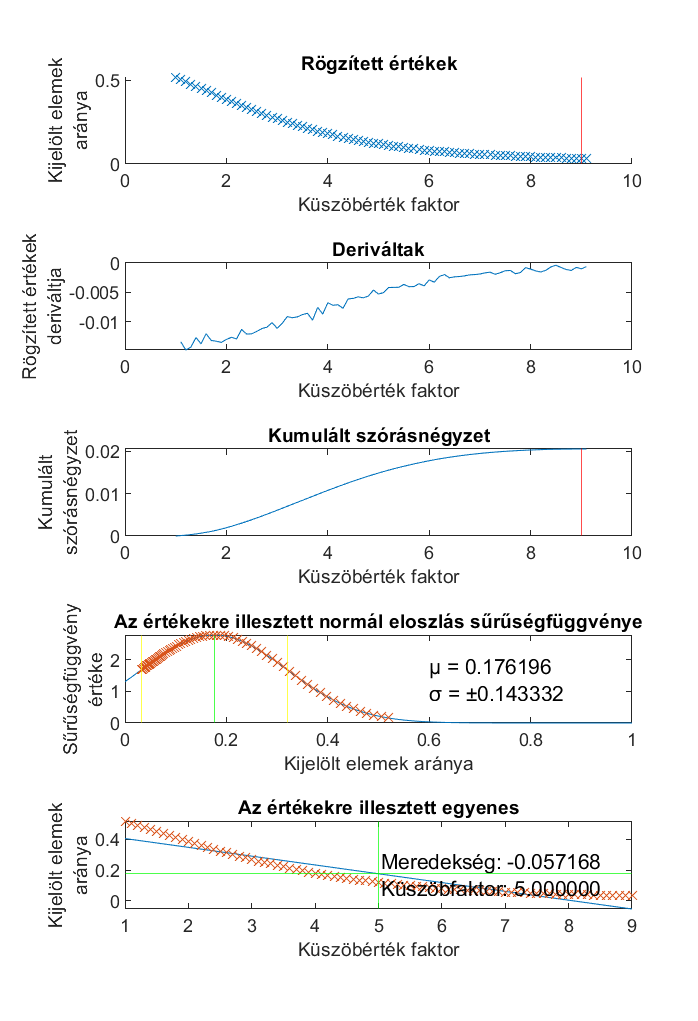 Rögzített értékek
Kijelölt elemek
aránya
0.5
0
0 2 4 6 8 10
Küszöbérték faktor
Deriváltak
Rögzített értékek
deriváltja
0
-0.005
-0.01
0 2 4 6 8 10
Küszöbérték faktor
Kumulált szórásnégyzet
Kumulált
szórásnégyzet
0.02
0.01
0
0 2 4 6 8 10
Küszöbérték faktor
Az értékekre illesztett normál eloszlás sűrűségfüggvénye
Sűrűségfüggvény
értéke
2
1
0
μ = 0.176196
σ = ±0.143332
0 0.2 0.4 0.6 0.8 1
Kijelölt elemek aránya
Az értékekre illesztett egyenes
Kijelölt elemek
aránya
0.4
0.2
0
Meredekség: -0.057168
Küszöbfaktor: 5.000000
1 2 3 4 5 6 7 8 9
Küszöbérték faktor